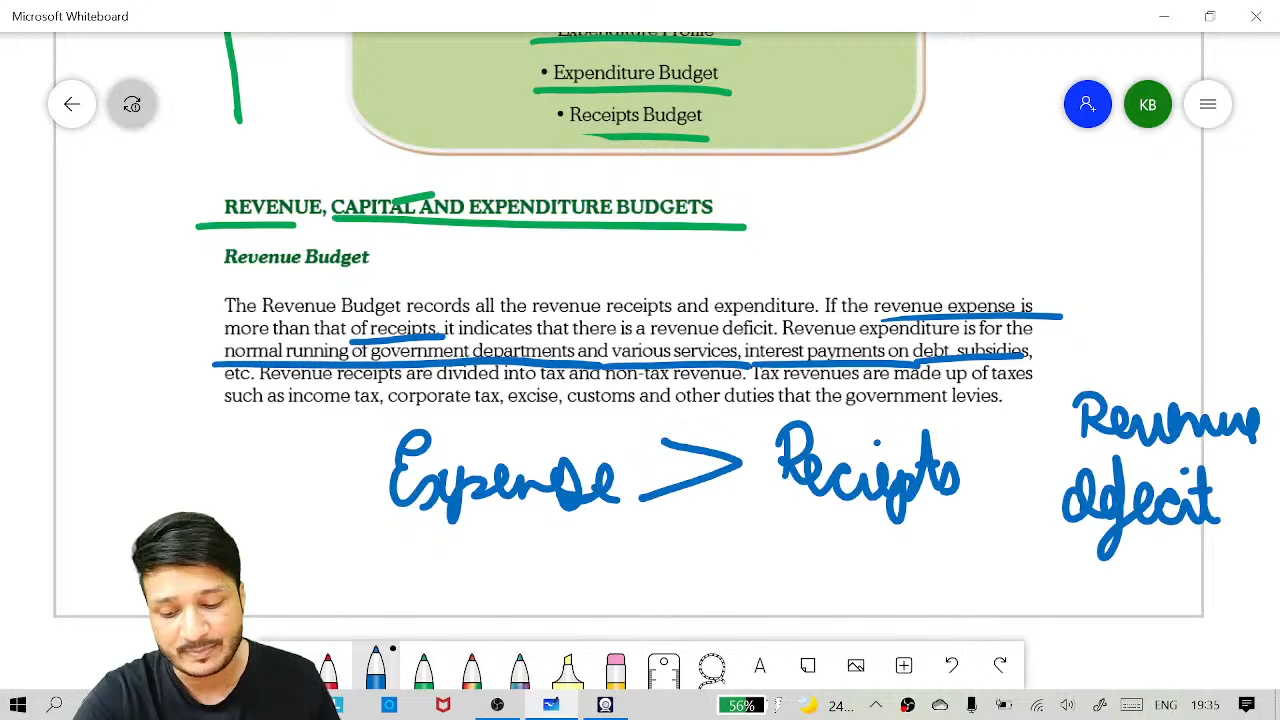 Microsoft Whiteboard
Expenditure Profile
• Expenditure Budget
• Receipts Budget
KB
REVENUE, CAPITAL AND EXPENDITURE BUDGETS
Revenue Budget
The Revenue Budget records all the revenue receipts and expenditure. If the revenue expense is
more than that of receipts, it indicates that there is a revenue deficit. Revenue expenditure is for the
normal running of government departments and various services, interest payments on debt, subsidies,
etc. Revenue receipts are divided into tax and non-tax revenue. Tax revenues are made up of taxes
such as income tax, corporate tax, excise, customs and other duties that the government levies.
Expense > Reciepts
Revenue
deficit
A
56%
24...
ENG
19:35